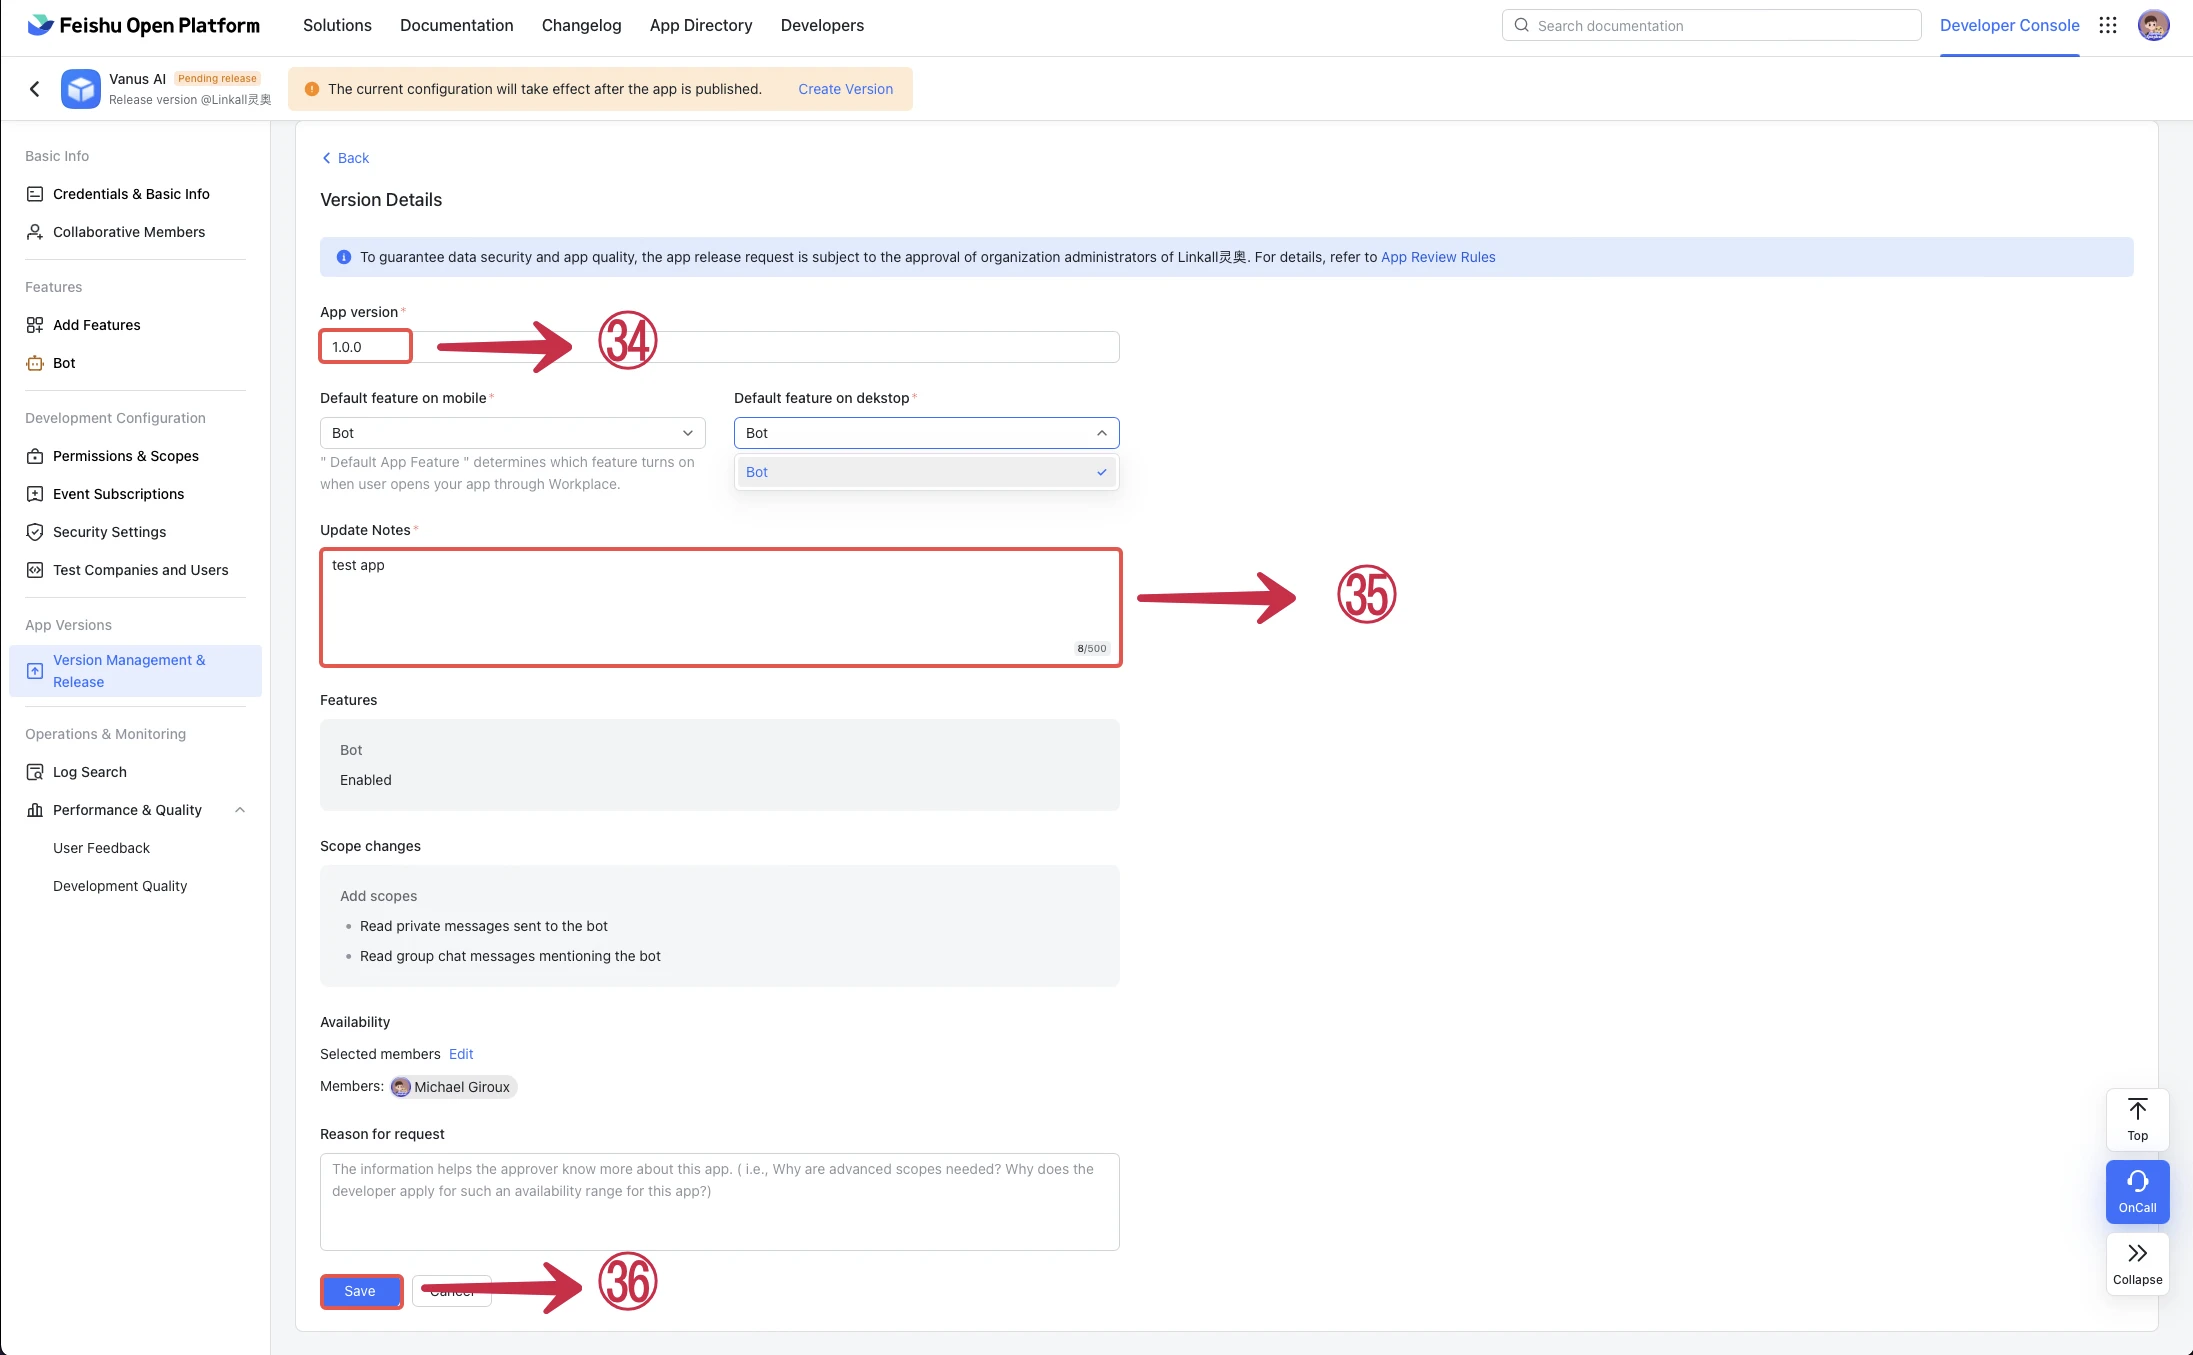 Feishu Open Platform
Solutions
Documentation
Changelog
App Directory
Developers
Search documentation
Developer Console
Vanus AI
Pending release
Release version @Linkall灵奥
The current configuration will take effect after the app is published.
Create Version
Basic Info
Credentials & Basic Info
Collaborative Members
Features
Add Features
Bot
Development Configuration
Permissions & Scopes
Event Subscriptions
Security Settings
Test Companies and Users
App Versions
Version Management &
Release
Operations & Monitoring
Log Search
Performance & Quality
User Feedback
Development Quality
Back
Version Details
To guarantee data security and app quality, the app release request is subject to the approval of organization administrators of Linkall灵奥. For details, refer to App Review Rules
App version*
1.0.0
㉞
Default feature on mobile*
Default feature on dekstop*
Bot
Bot
" Default App Feature " determines which feature turns on
when user opens your app through Workplace.
Bot
Update Notes*
test app
8/500
㉟
Features
Bot
Enabled
Scope changes
Add scopes
• Read private messages sent to the bot
• Read group chat messages mentioning the bot
Availability
Selected members Edit
Members: Michael Giroux
Reason for request
The information helps the approver know more about this app. ( i.e., Why are advanced scopes needed? Why does the
developer apply for such an availability range for this app?)
Save
Cancel
㊱
Top
OnCall
Collapse